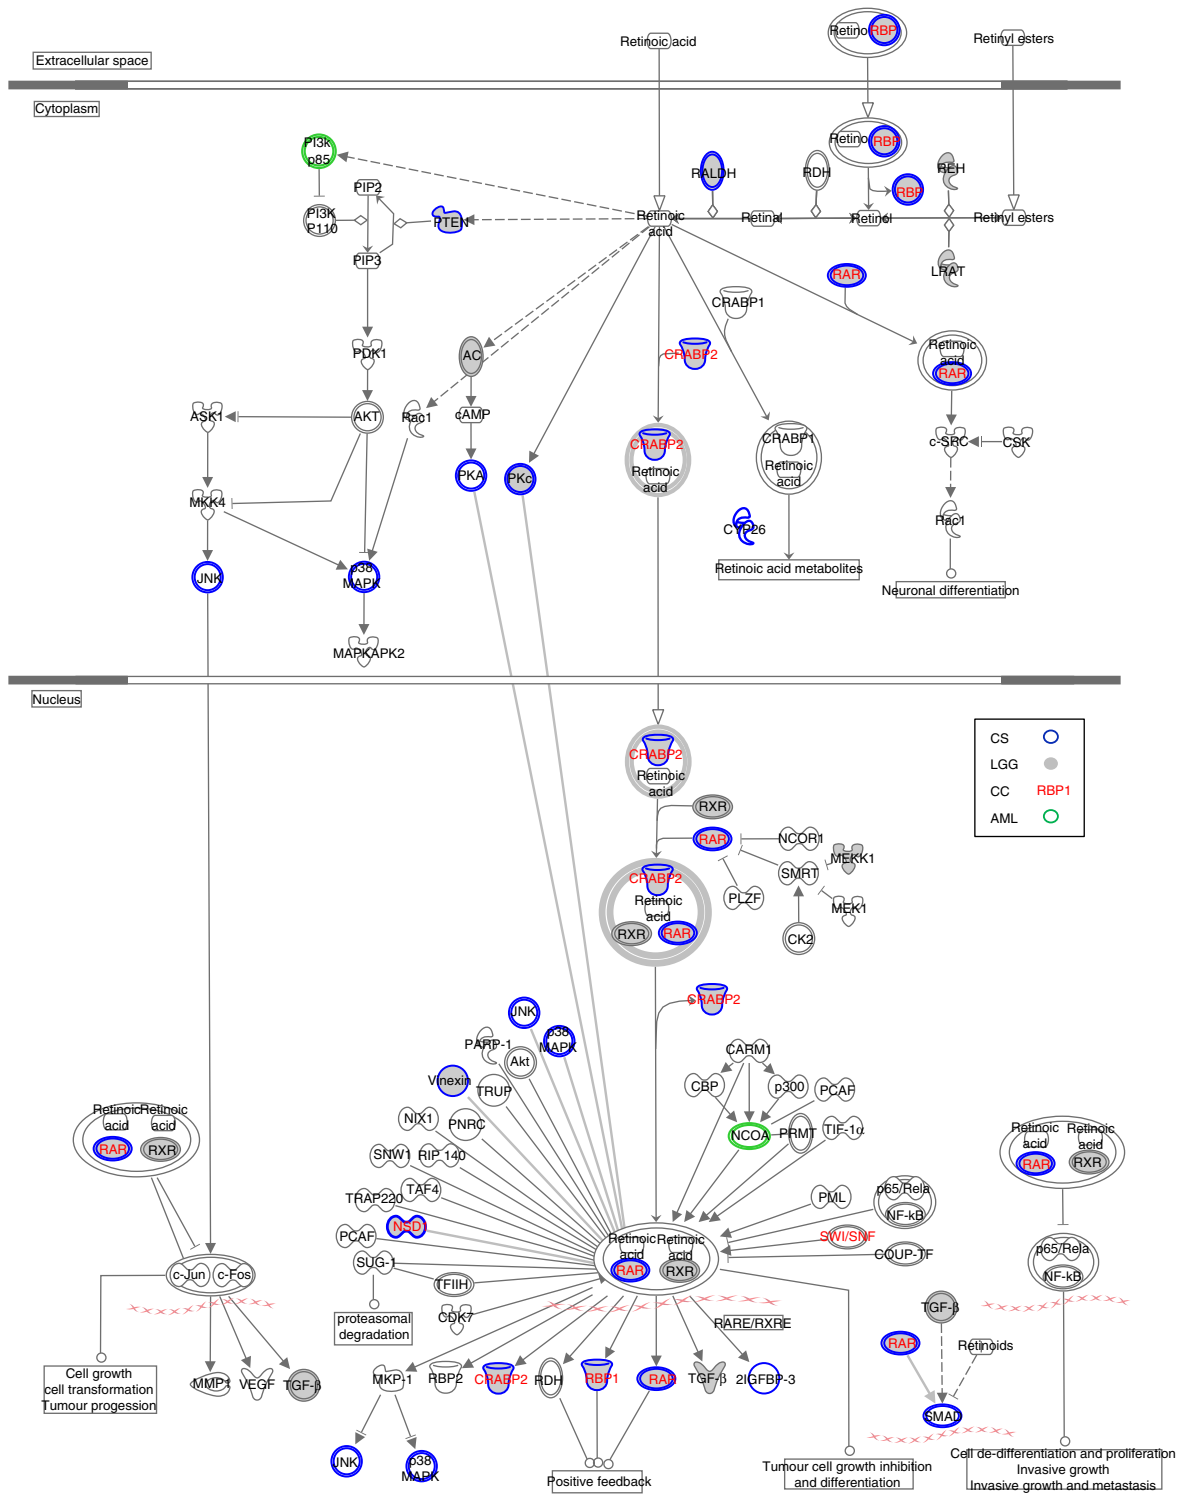 Retinoic acid
Retino
RBP
Retinyl esters
Extracellular space
Cytoplasm
PI3k
p85
Retino
RBP
RALDH
RDH
REH
PIP2
RBP
PI3K
P110
PTEN
Retinoic
acid
Retinal
Retinol
Retinyl esters
PIP3
LRAT
RAR
CRABP1
PDK1
AC
CRABP2
Retinoic
acid
RAR
ASK1
AKT
Rac1
cAMP
CRABP2
Retinoic
acid
CRABP1
Retinoic
acid
c-SRC
CSK
PKA
PKc
MKK4
CYP26
Rac1
JNK
p38
MAPK
Retinoic acid metabolites
Neuronal differentiation
MAPKAPK2
Nucleus
CS
LGG
CC
RBP1
AML
CRABP2
Retinoic
acid
RXR
RAR
NCOR1
SMRT
MEKK1
PLZF
MEK1
CK2
CRABP2
Retinoic
acid
RXR
RAR
CRABP2
JNK
p38
MAPK
PARP-1
Akt
Vinexin
TRUP
CARM1
CBP
p300
PCAF
NIX1
PNRC
NCOA
PRMT
TIF-1α
Retinoic
acid
Retinoic
acid
RAR
RXR
SNW1
RIP 140
TAF4
TRAP220
NSD1
PCAF
SUG-1
TFIIH
CDK7
PML
p65/Rela
NF-kB
SWI/SNF
COUP-TF
Retinoic
acid
Retinoic
acid
RAR
RXR
Retinoic
acid
Retinoic
acid
RAR
RXR
p65/Rela
NF-kB
c-Jun
c-Fos
proteasomal
degradation
RARE/RXRE
TGF-β
RAR
Retinoids
SMAD
Cell growth
cell transformation
Tumour progession
MMP1
VEGF
TGF-β
MKP-1
RBP2
CRABP2
RDH
RBP1
RAR
TGF-β
2IGFBP-3
JNK
p38
MAPK
Positive feedback
Tumour cell growth inhibition
and differentiation
Cell de-differentiation and proliferation
Invasive growth
Invasive growth and metastasis